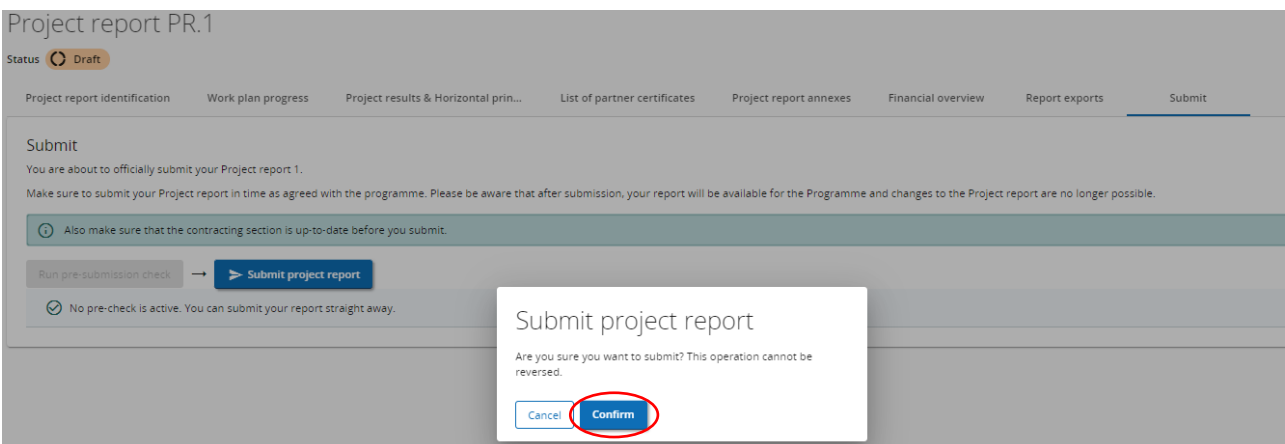 Project report PR.1
Status Draft
Project report identification Work plan progress Project results & Horizontal prin... List of partner certificates Project report annexes Financial overview Report exports Submit
Submit
You are about to officially submit your Project report 1.
Make sure to submit your Project report in time as agreed with the programme. Please be aware that after submission, your report will be available for the Programme and changes to the Project report are no longer possible.
Also make sure that the contracting section is up-to-date before you submit.
Run pre-submission check → Submit project report
No pre-check is active. You can submit your report straight away.
Submit project report
Are you sure you want to submit? This operation cannot be
reversed.
Cancel Confirm